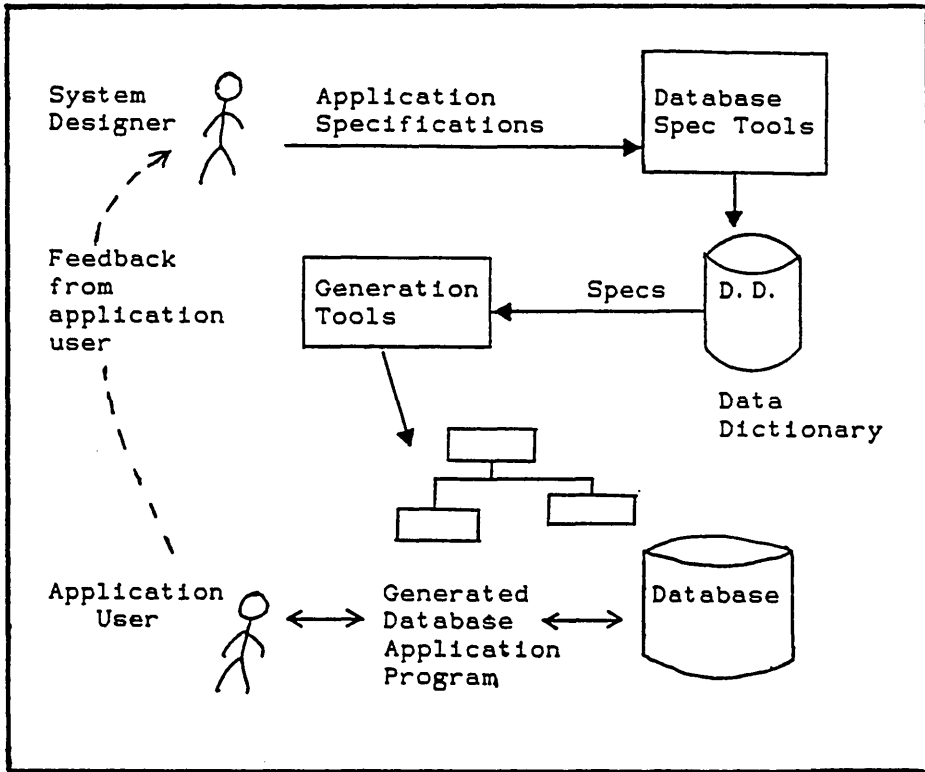 System
Designer
Application
Specifications
Database
Spec Tools
Feedback
from
application
user
Generation
Tools
Specs
D. D.
Data
Dictionary
Application
User
Generated
Database
Application
Program
Database